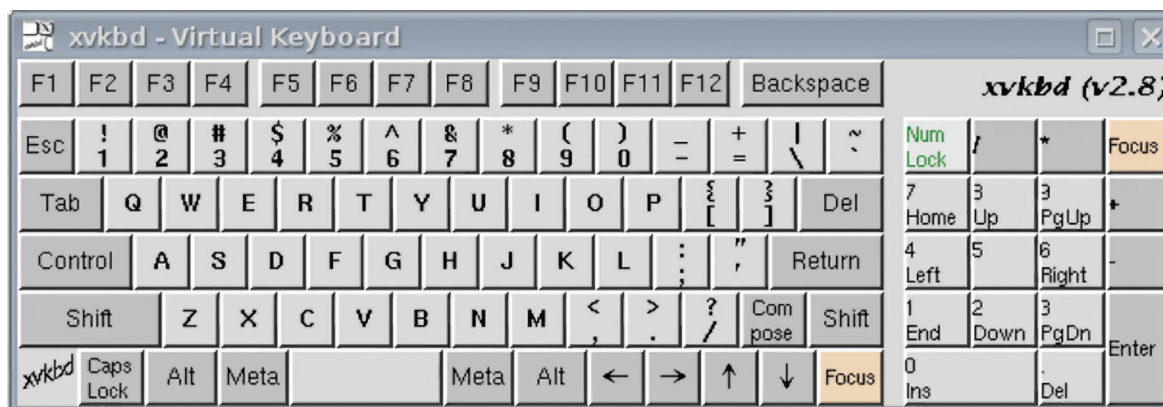 xvkbd - Virtual Keyboard
F1 F2 F3 F4 F5 F6 F7 F8 F9 F10 F11 F12 Backspace xvkbd (v2.8)
Esc ! 1 @ 2 # 3 $ 4 % 5 ^ 6 & 7 * 8 ( 9 ) 0 _ - + = | \ ~ ` Num Lock / * Focus
Tab Q W E R T Y U I O P { [ } ] Del 7 Home 8 Up 9 PgUp +
Control A S D F G H J K L : ; " ' Return 4 Left 5 6 Right -
Shift Z X C V B N M < , > . ? / Com pose Shift 1 End 2 Down 3 PgDn Enter
xvkbd Caps Lock Alt Meta Meta Alt ← → ↑ ↓ Focus 0 Ins . Del